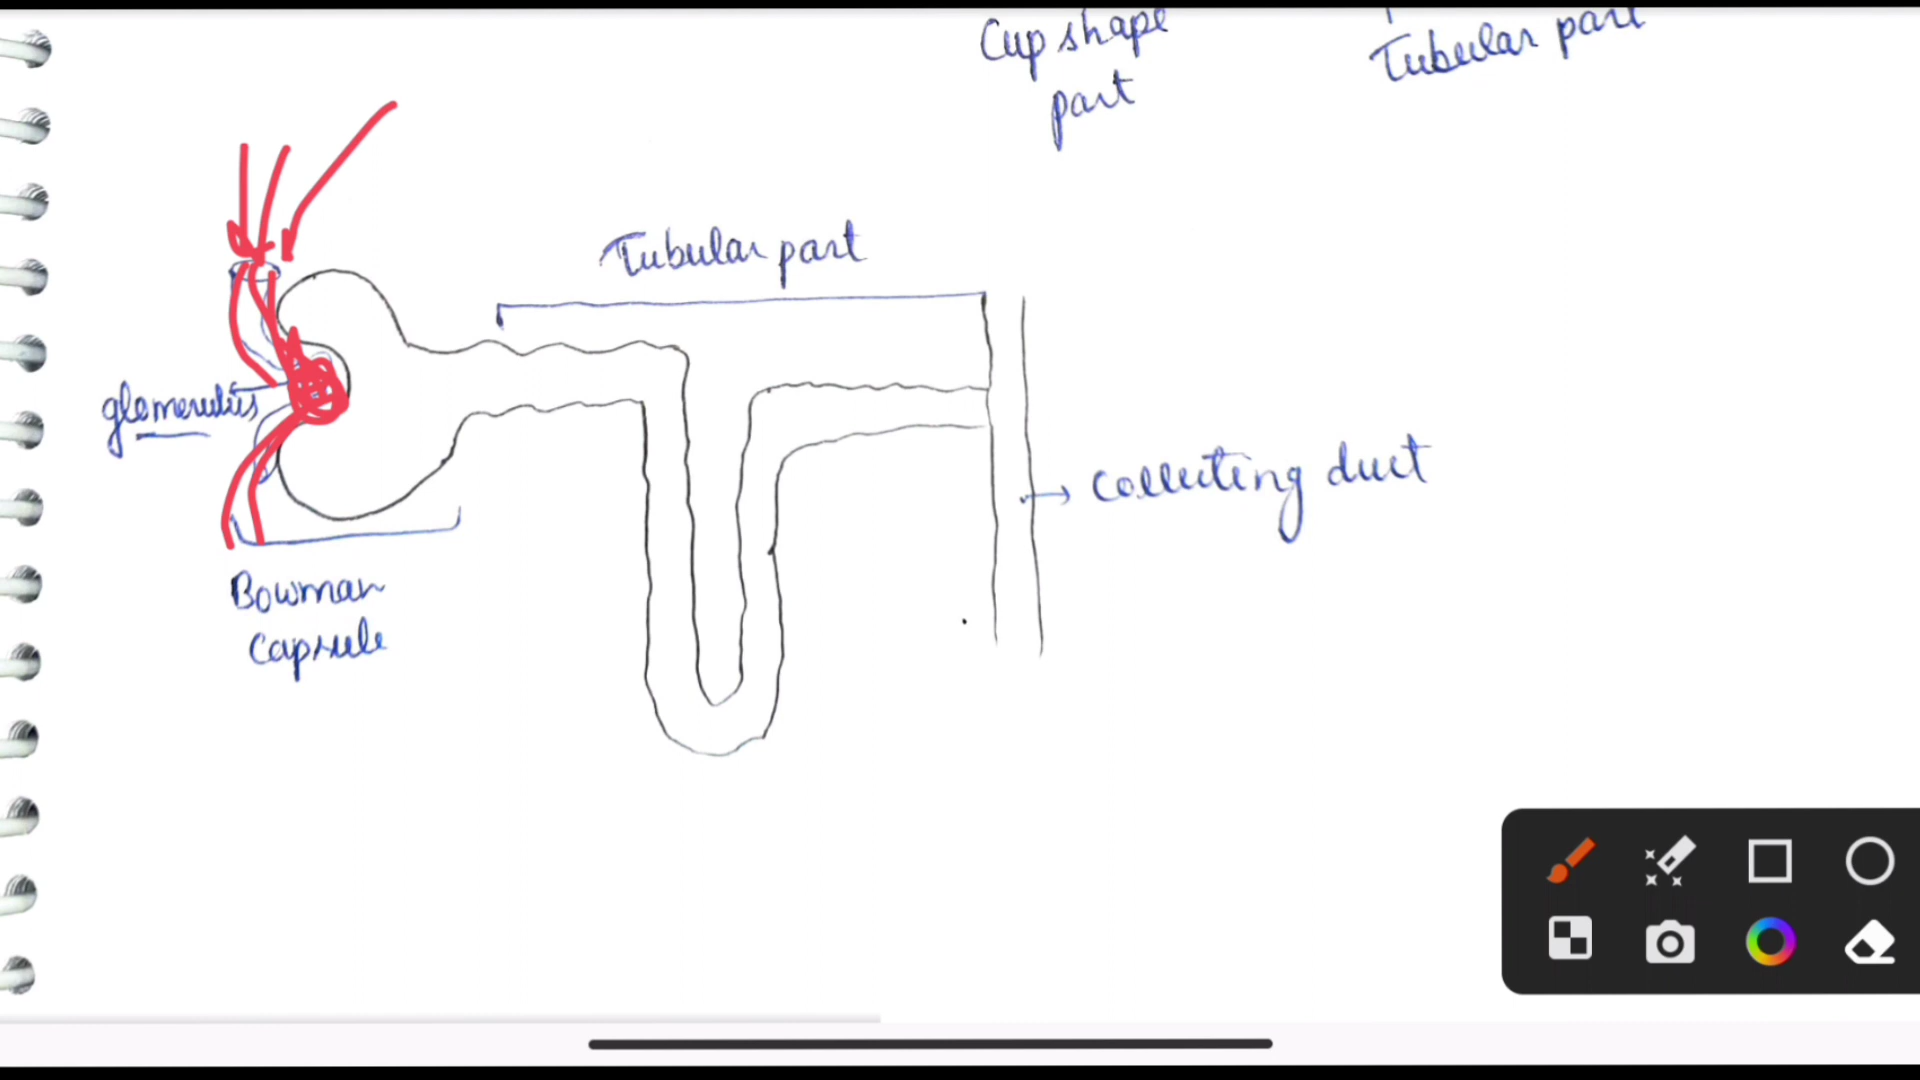 Cup shape
part
Tubular part
Tubular part
glomerulus
Collecting duct
Bowman
Capsule